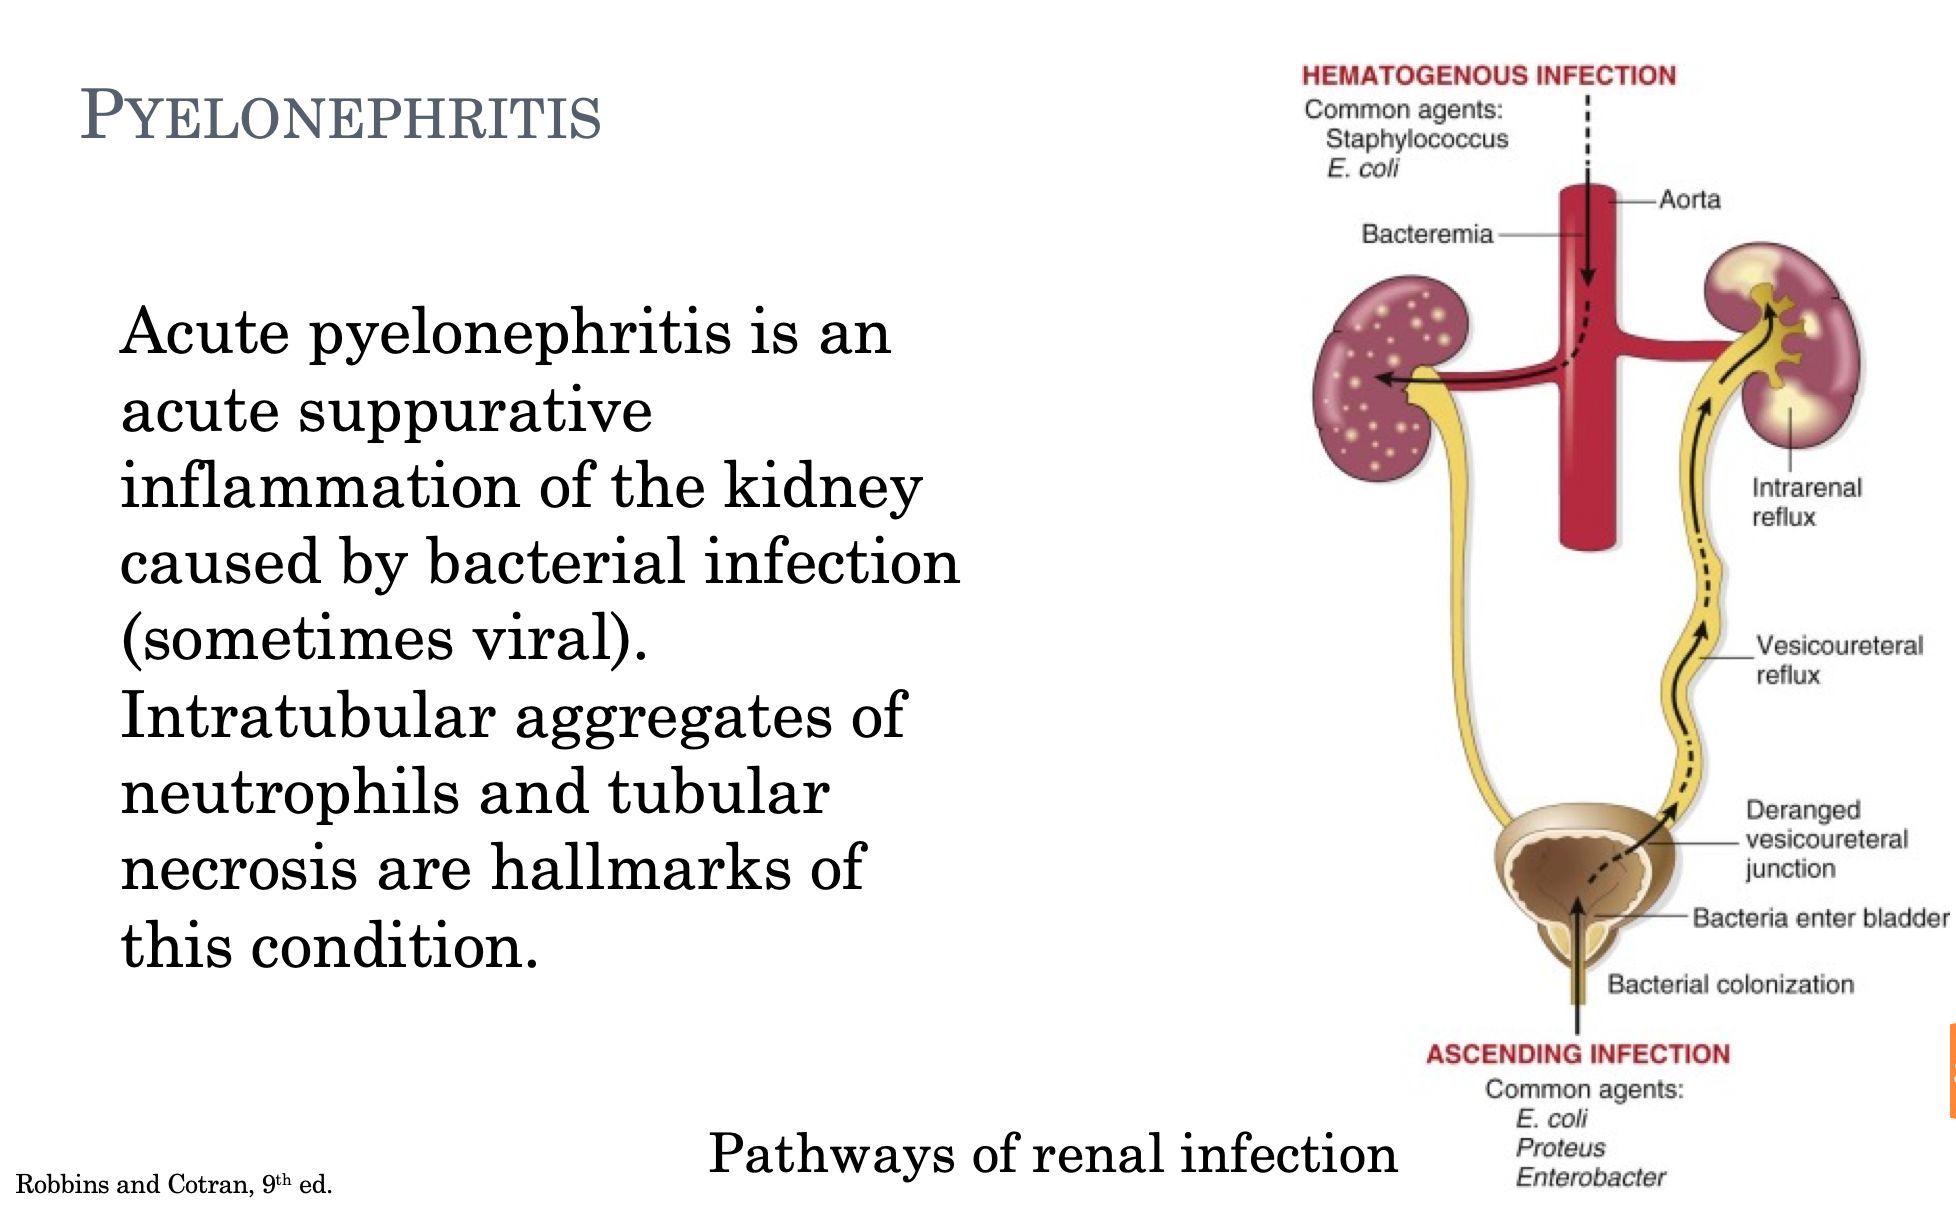 PYELONEPHRITIS
Acute pyelonephritis is an
acute suppurative
inflammation of the kidney
caused by bacterial infection
(sometimes viral).
Intratubular aggregates of
neutrophils and tubular
necrosis are hallmarks of
this condition.
HEMATOGENOUS INFECTION
Common agents:
Staphylococcus
E. coli
Aorta
Bacteremia
Intrarenal
reflux
Vesicoureteral
reflux
Deranged
vesicoureteral
junction
Bacteria enter bladder
Bacterial colonization
ASCENDING INFECTION
Common agents:
E. coli
Proteus
Enterobacter
Pathways of renal infection
Robbins and Cotran, 9th ed.